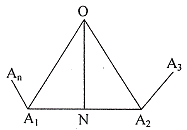 O
Aₙ A₃
A₁ N A₂